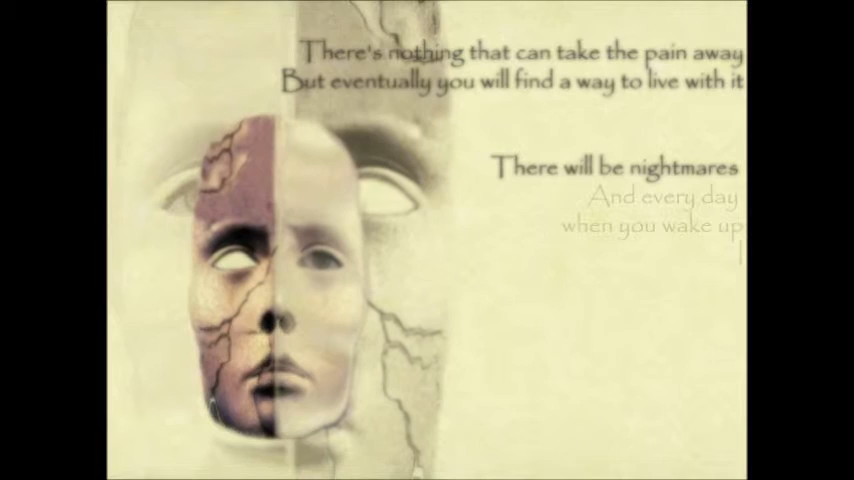 There's nothing that can take the pain away
But eventually you will find a way to live with it
There will be nightmares
And every day
when you wake up
I